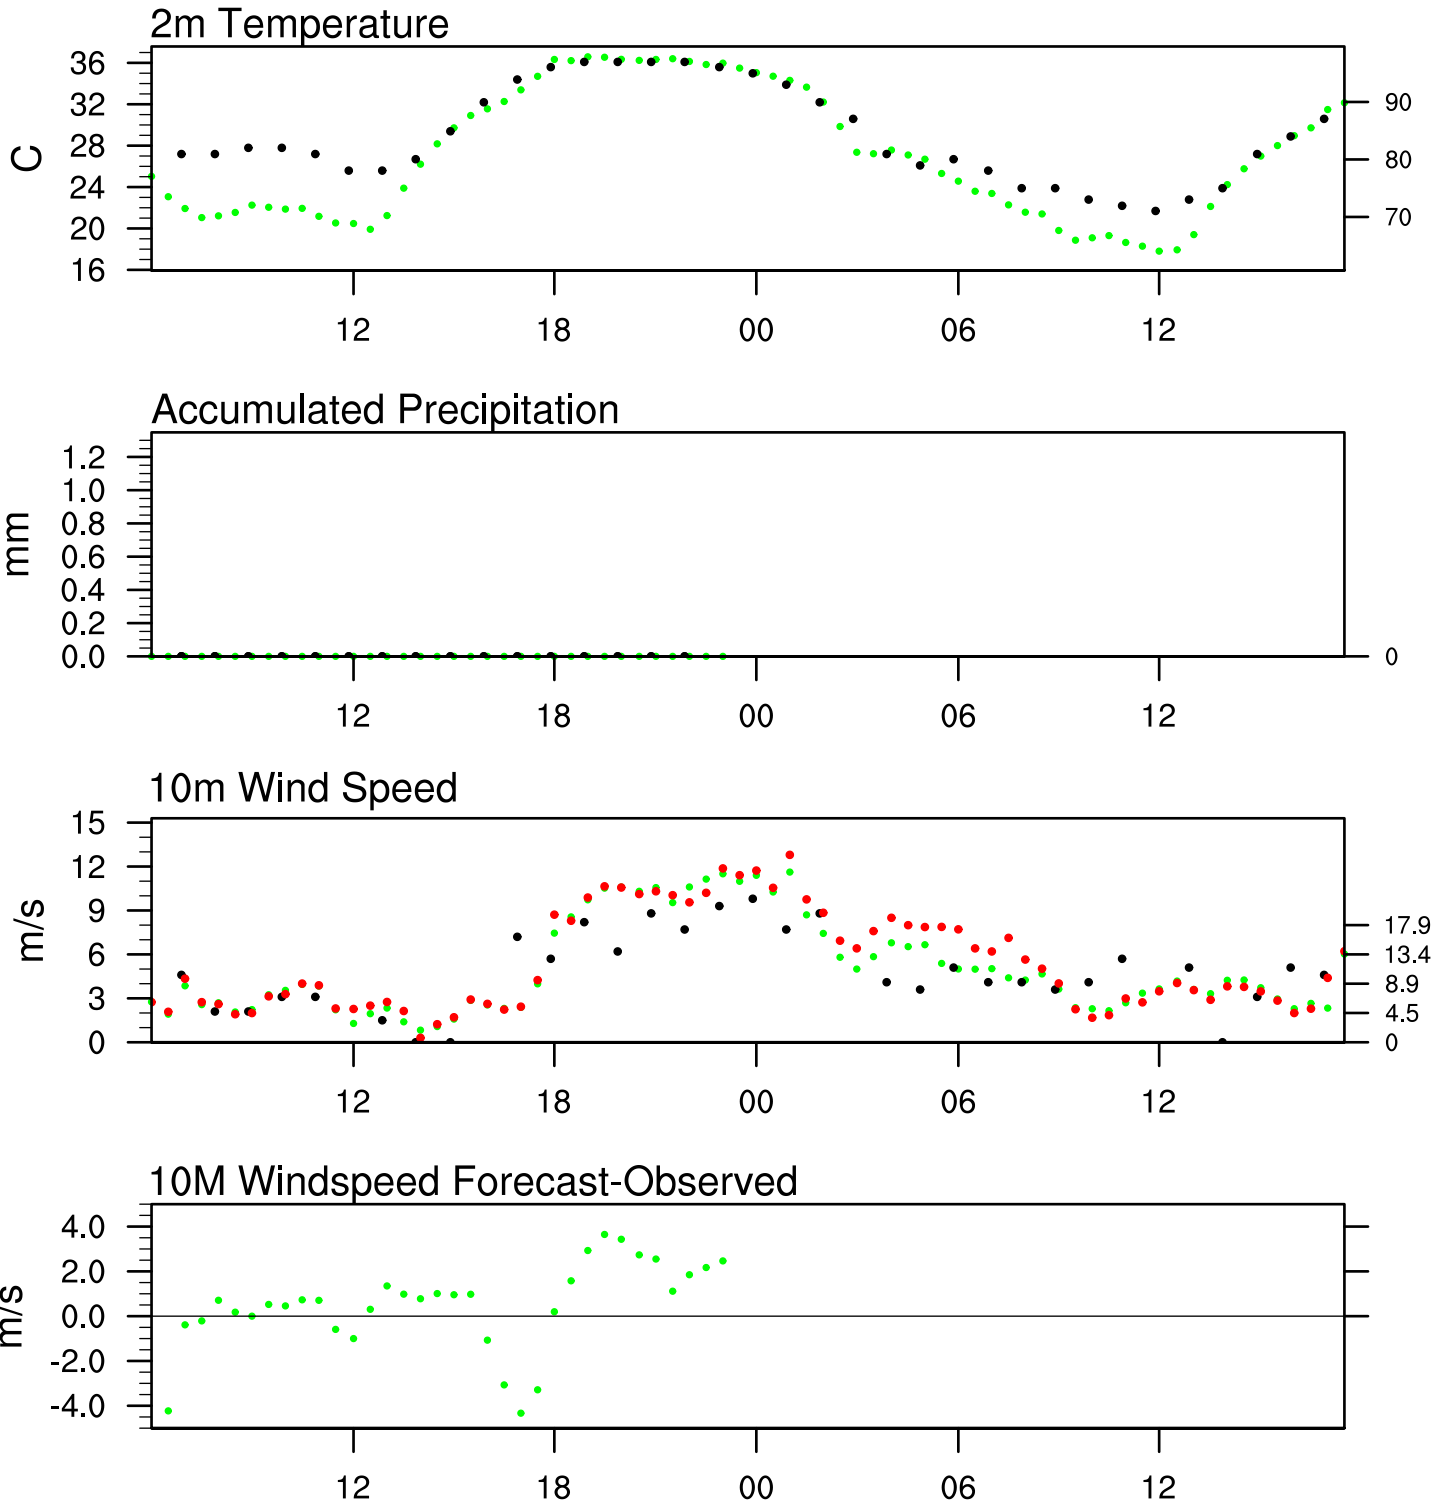 2m Temperature
36
32
28
24
20
16
C
90
80
70
12 18 00 06 12
Accumulated Precipitation
1.2
1.0
0.8
0.6
0.4
0.2
0.0
mm
0
12 18 00 06 12
10m Wind Speed
15
12
9
6
3
0
m/s
17.9
13.4
8.9
4.5
0
12 18 00 06 12
10M Windspeed Forecast-Observed
4.0
2.0
0.0
-2.0
-4.0
m/s
12 18 00 06 12